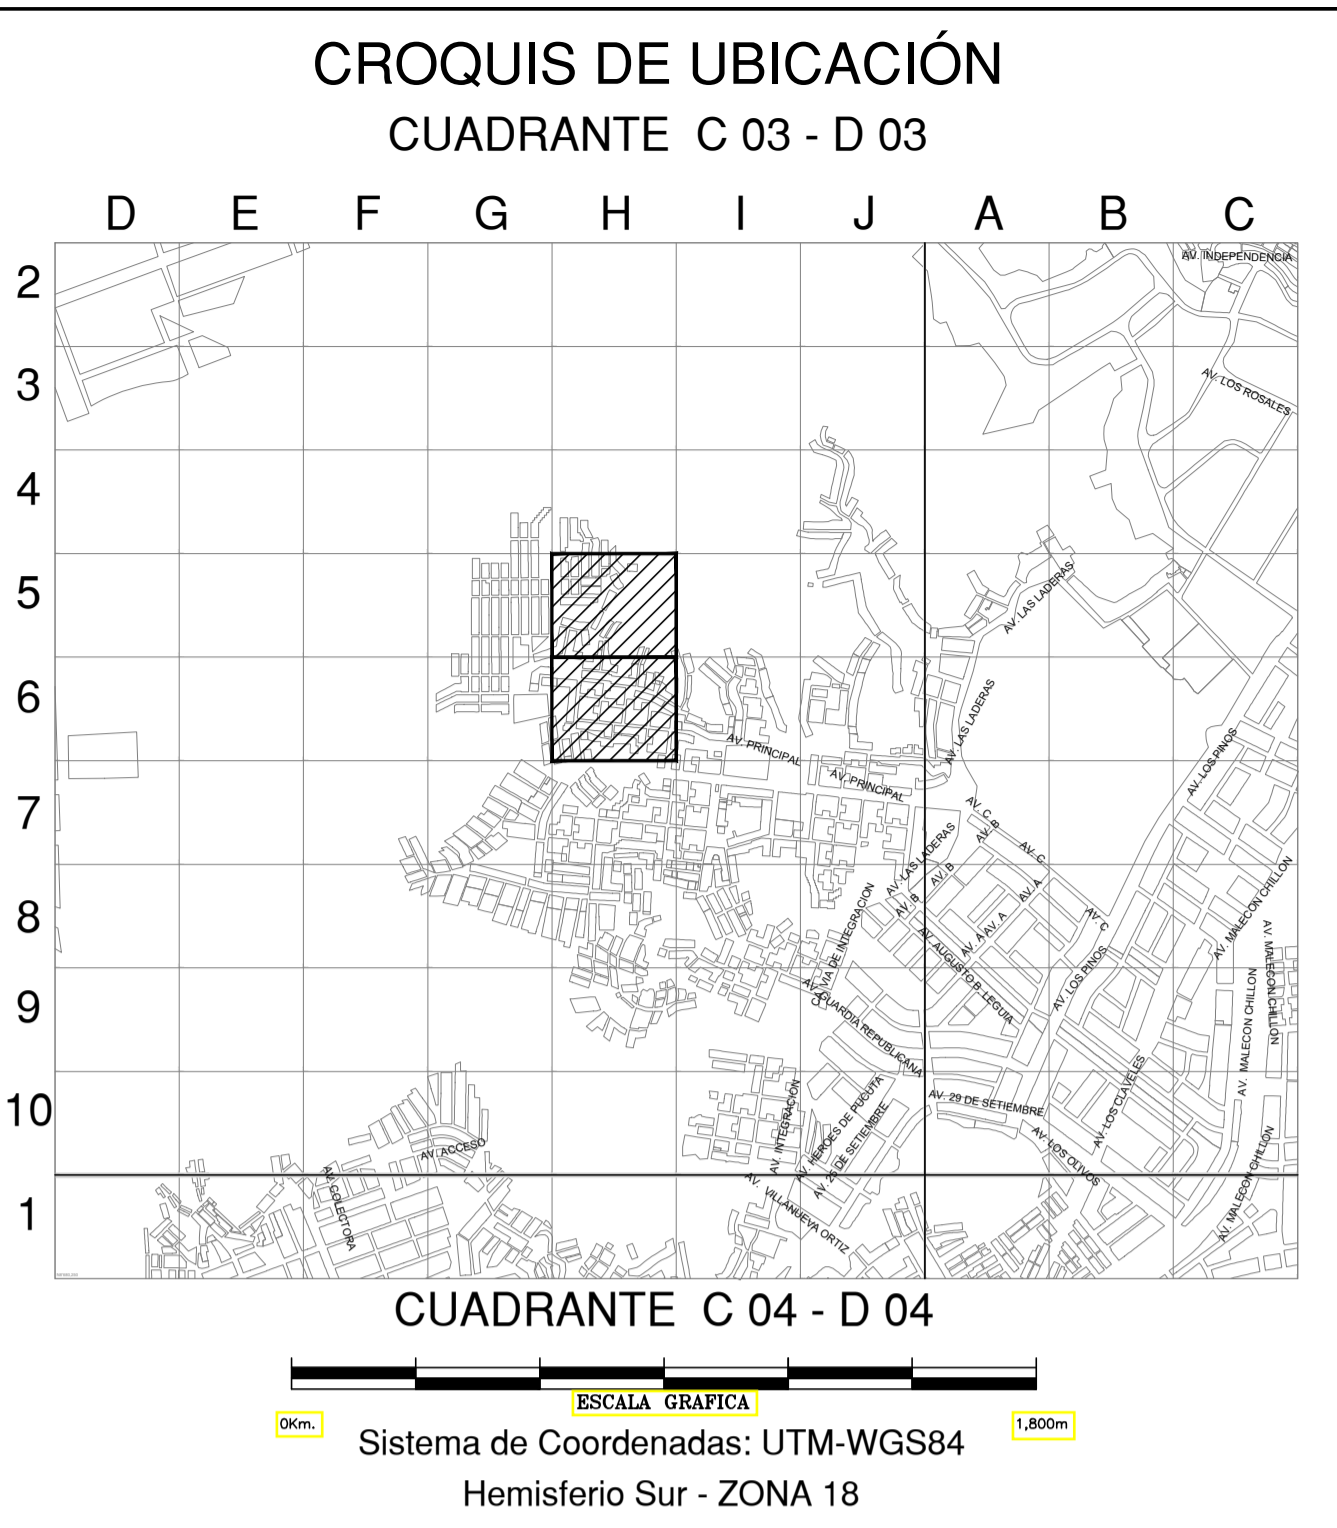 CROQUIS DE UBICACIÓN
CUADRANTE C 03 - D 03
D E F G H I J A B C
2
AV. INDEPENDENCIA
3
AV. LOS ROSALES
4
5
AV. LAS LADERAS
6
AV. LAS LADERAS
AV. PRINCIPAL
AV. LOS PINOS
AV. PRINCIPAL
7
AV. C
AV. B
AV. C
AV. LAS LADERAS
AV. B
AV. A
8
AV. B
AV. C
AV. MALECON CHILLON
AV. A
AV. A
AV. AUGUSTO B. LEGUIA
AV. MALECON CHILLON
VIA DE INTEGRACION
AV. LOS PINOS
9
AV. GUARDIA REPUBLICANA
AV. MALECON CHILLON
10
AV. INTEGRACION
AV. HEROES DE PUCUTA
AV. 25 DE SETIEMBRE
AV. 29 DE SETIEMBRE
AV. LOS CLAVELES
AV. ACCESO
AV. LOS OLIVOS
1
AV. COLECTORA
AV. VILLANUEVA ORTIZ
AV. MALECON CHILLON
CUADRANTE C 04 - D 04
ESCALA GRAFICA
0Km.
1,800m
Sistema de Coordenadas: UTM-WGS84
Hemisferio Sur - ZONA 18